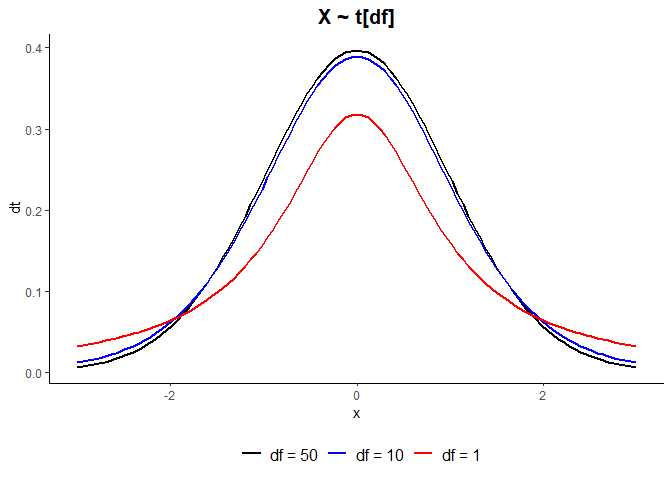 X ~ t[df]
0.4
0.3
0.2
0.1
0.0
dt
-2 0 2
x
df = 50 df = 10 df = 1